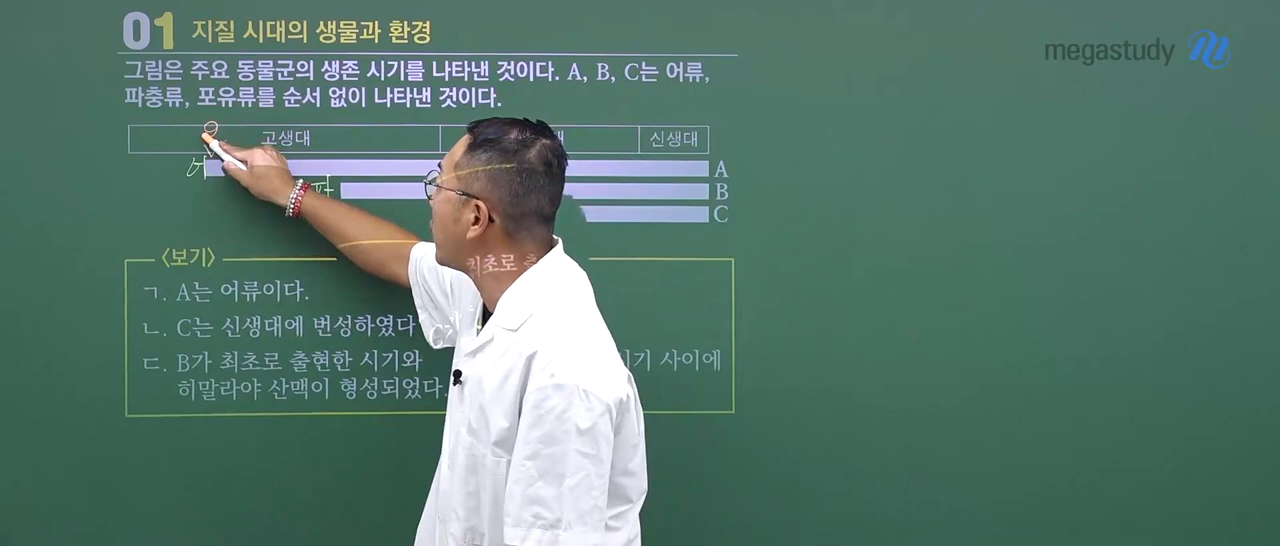 01 지질 시대의 생물과 환경
megastudy
그림은 주요 동물군의 생존 시기를 나타낸 것이다. A, B, C는 어류,
파충류, 포유류를 순서 없이 나타낸 것이다.
고생대 신생대
어 A
파 B
C
<보기>
최초로
ㄱ. A는 어류이다.
ㄴ. C는 신생대에 번성하였다
ㄷ. B가 최초로 출현한 시기와 사이에
히말라야 산맥이 형성되었다.